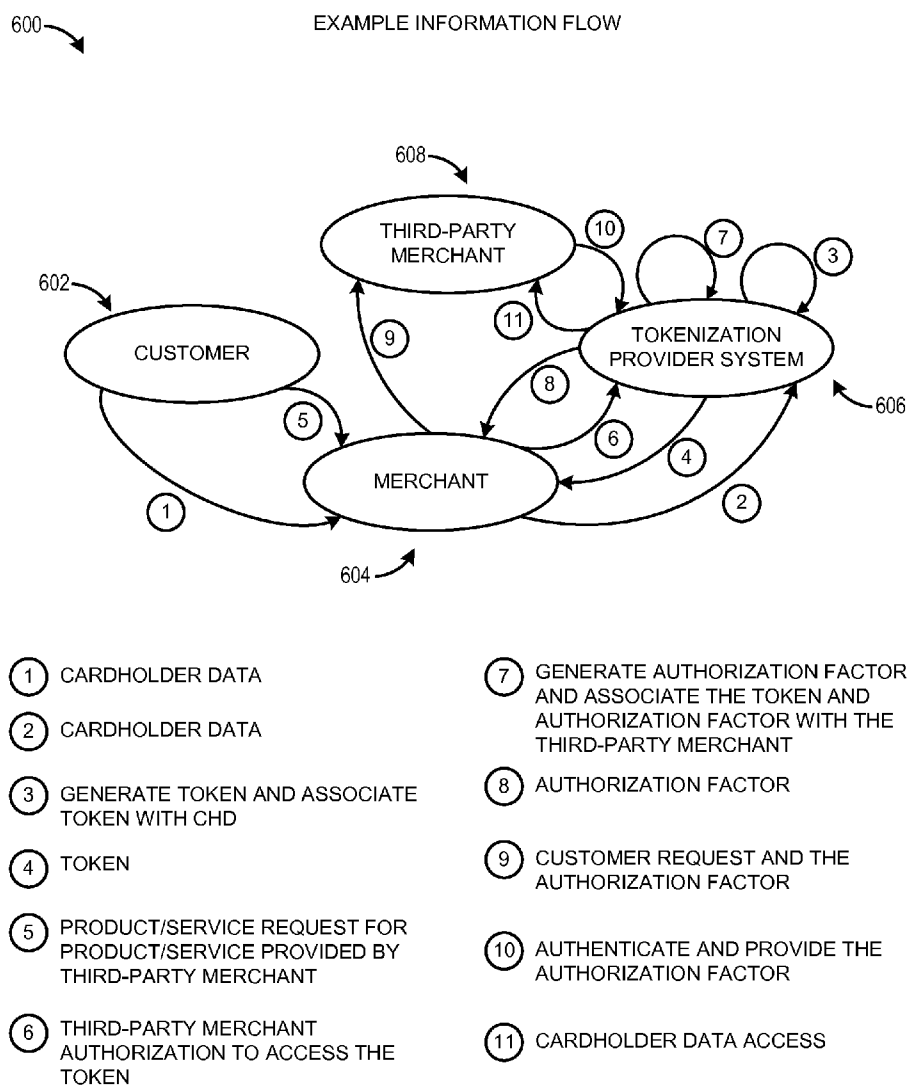 600
EXAMPLE INFORMATION FLOW
608
THIRD-PARTY
MERCHANT
10
7
3
602
11
CUSTOMER
9
TOKENIZATION
PROVIDER SYSTEM
8
606
5
6
4
MERCHANT
1
2
604
1 CARDHOLDER DATA
2 CARDHOLDER DATA
3 GENERATE TOKEN AND ASSOCIATE
TOKEN WITH CHD
4 TOKEN
5 PRODUCT/SERVICE REQUEST FOR
PRODUCT/SERVICE PROVIDED BY
THIRD-PARTY MERCHANT
6 THIRD-PARTY MERCHANT
AUTHORIZATION TO ACCESS THE
TOKEN
7 GENERATE AUTHORIZATION FACTOR
AND ASSOCIATE THE TOKEN AND
AUTHORIZATION FACTOR WITH THE
THIRD-PARTY MERCHANT
8 AUTHORIZATION FACTOR
9 CUSTOMER REQUEST AND THE
AUTHORIZATION FACTOR
10 AUTHENTICATE AND PROVIDE THE
AUTHORIZATION FACTOR
11 CARDHOLDER DATA ACCESS